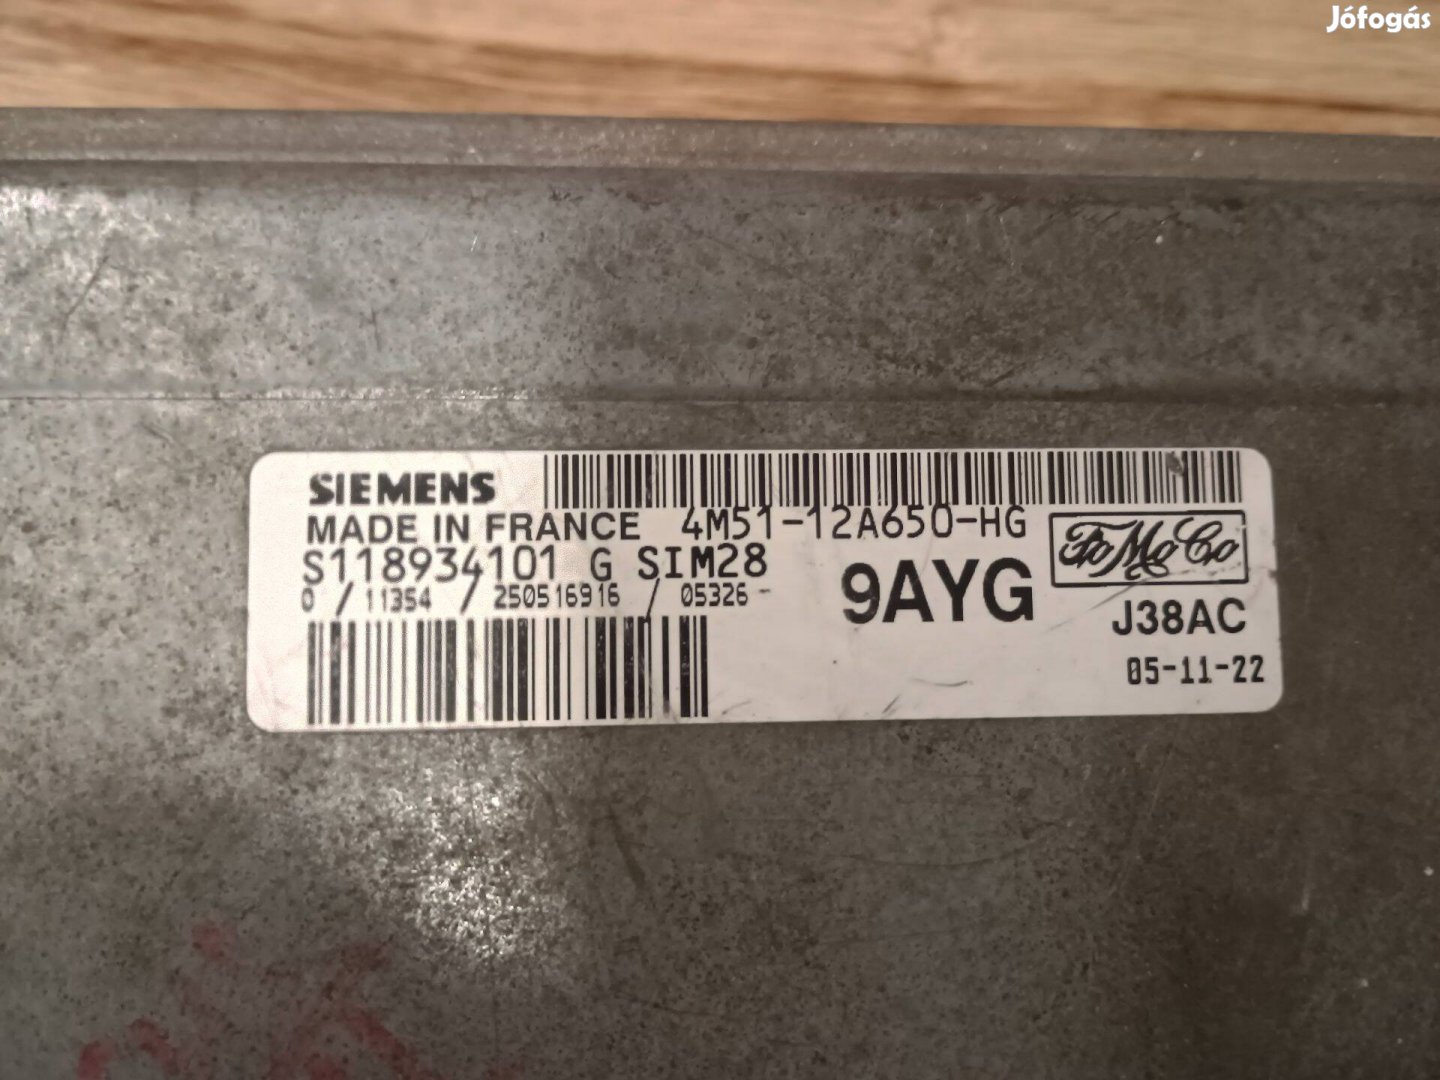 Jófogás
SIEMENS
MADE IN FRANCE 4M51-12A650-HG
FoMoCo
S118934101 G SIM28
9AYG
0 / 11354 / 250516916 / 05326-
J38AC
05-11-22